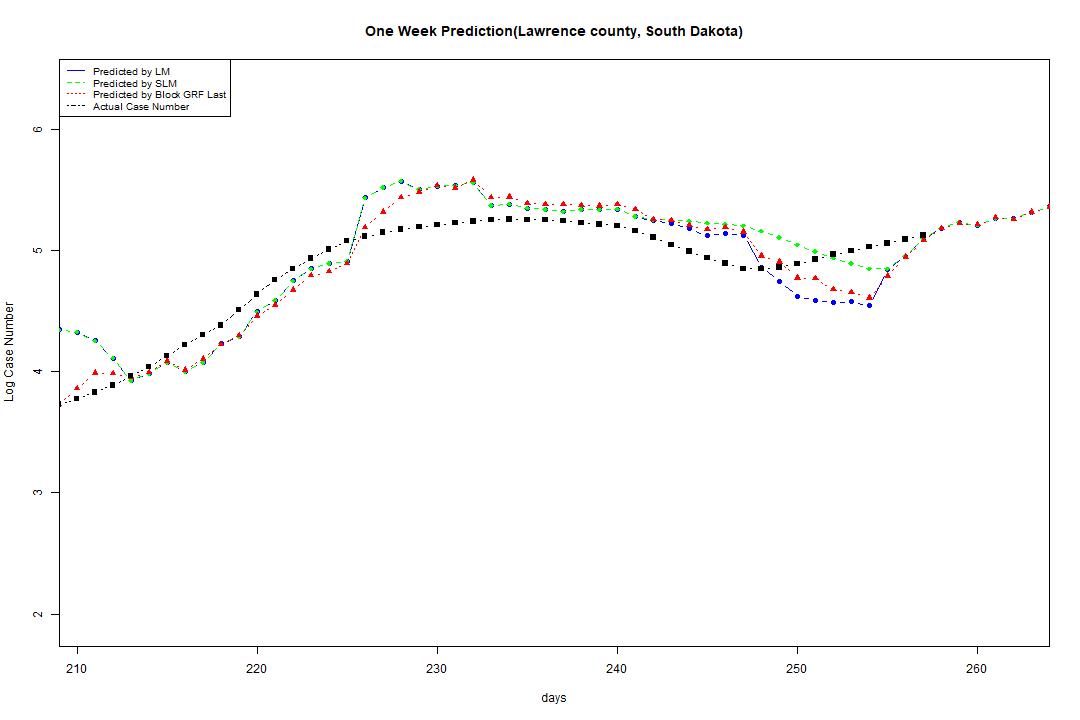 One Week Prediction(Lawrence county, South Dakota)
Predicted by LM
Predicted by SLM
Predicted by Block GRF Last
Actual Case Number
6
5
4
3
2
Log Case Number
210 220 230 240 250 260
days